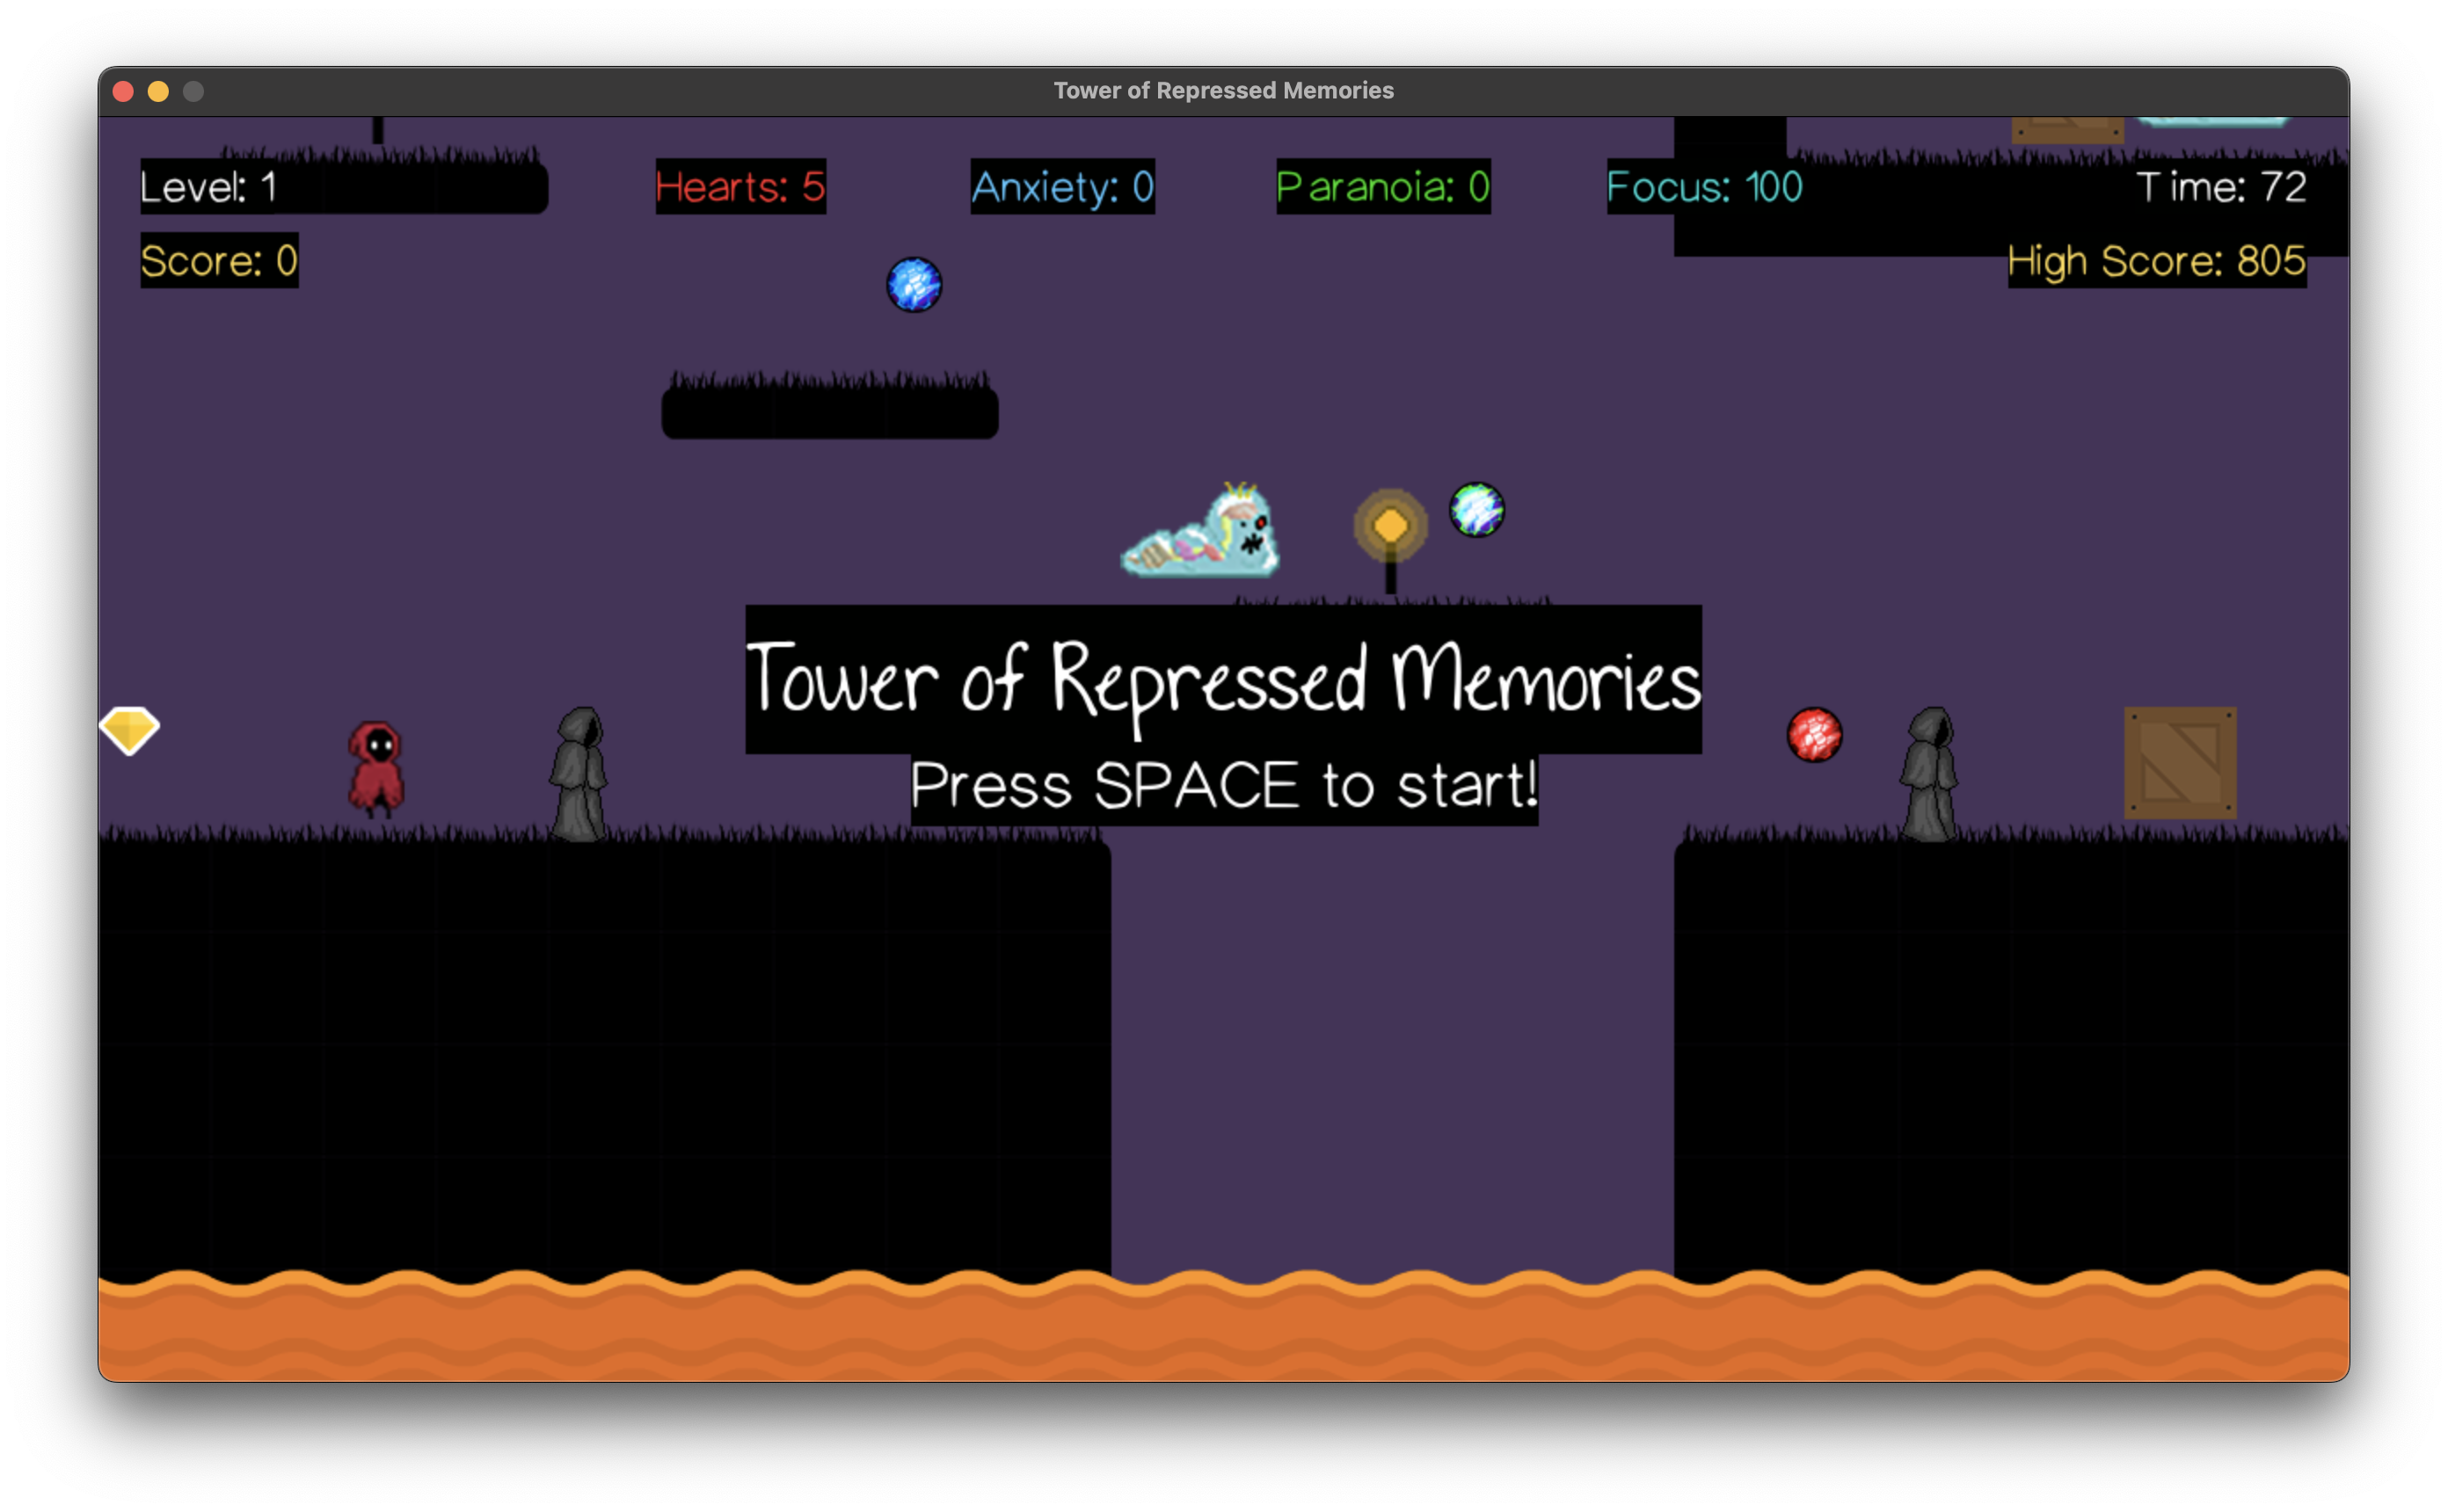 Tower of Repressed Memories
Level: 1 Hearts: 5 Anxiety: 0 Paranoia: 0 Focus: 100 Time: 72
Score: 0 High Score: 805
Tower of Repressed Memories
Press SPACE to start!